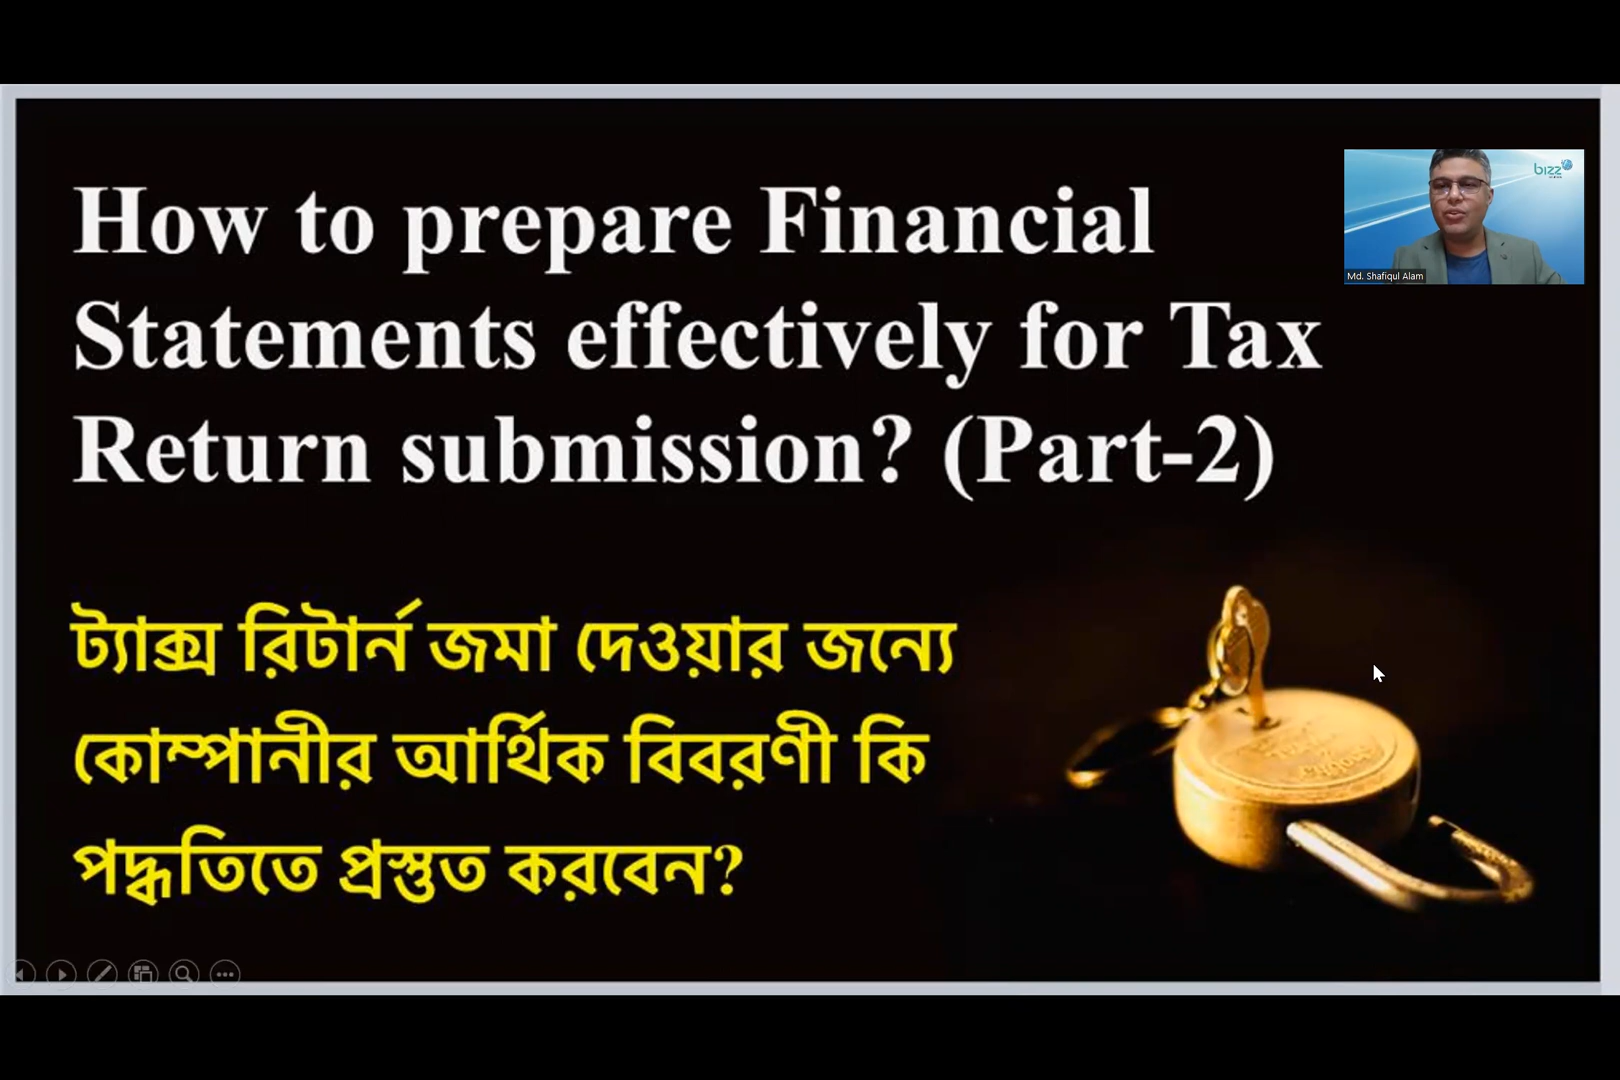 How to prepare Financial
Statements effectively for Tax
Return submission? (Part-2)
bizz
Md. Shafiqul Alam
ট্যাক্স রিটার্ন জমা দেওয়ার জন্যে
কোম্পানীর আর্থিক বিবরণী কি
পদ্ধতিতে প্রস্তুত করবেন?